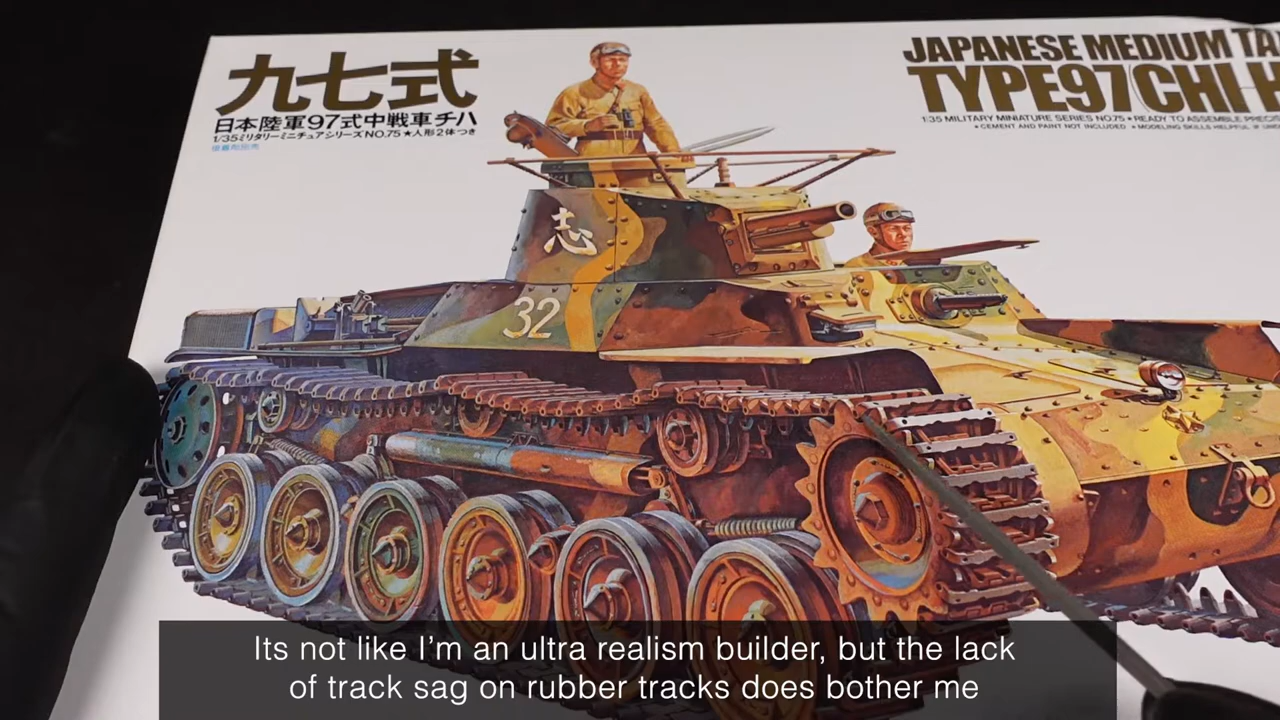 九七式
日本陸軍97式中戦車チハ
1/35ミリタリーミニチュアシリーズNO.75★人形2体つき
JAPANESE MEDIUM TA
TYPE97/CHI-H
1:35 MILITARY MINIATURE SERIES NO.75 • READY TO ASSEMBLE PRECIS
• CEMENT AND PAINT NOT INCLUDED • MODELING SKILLS HELPFUL IF UN
志
32
Its not like I'm an ultra realism builder, but the lack
of track sag on rubber tracks does bother me